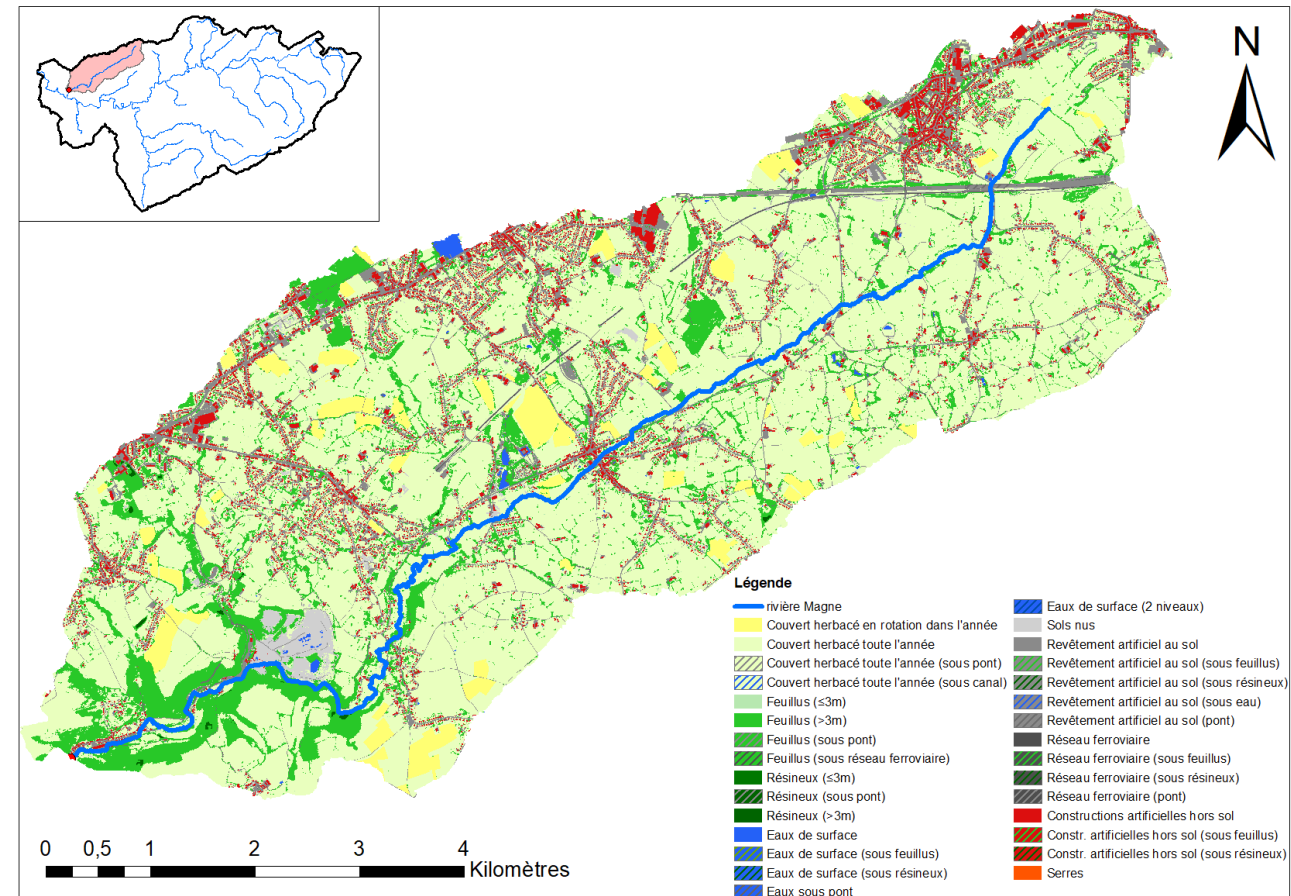 N
Légende
rivière Magne
Couvert herbacé en rotation dans l'année
Couvert herbacé toute l'année
Couvert herbacé toute l'année (sous pont)
Couvert herbacé toute l'année (sous canal)
Feuillus (≤3m)
Feuillus (>3m)
Feuillus (sous pont)
Feuillus (sous réseau ferroviaire)
Résineux (≤3m)
Résineux (sous pont)
Résineux (>3m)
Eaux de surface
Eaux de surface (sous feuillus)
Eaux de surface (sous résineux)
Eaux sous pont
Eaux de surface (2 niveaux)
Sols nus
Revêtement artificiel au sol
Revêtement artificiel au sol (sous feuillus)
Revêtement artificiel au sol (sous résineux)
Revêtement artificiel au sol (sous eau)
Revêtement artificiel au sol (pont)
Réseau ferroviaire
Réseau ferroviaire (sous feuillus)
Réseau ferroviaire (sous résineux)
Réseau ferroviaire (pont)
Constructions artificielles hors sol
Constr. artificielles hors sol (sous feuillus)
Constr. artificielles hors sol (sous résineux)
Serres
0 0,5 1 2 3 4
Kilomètres